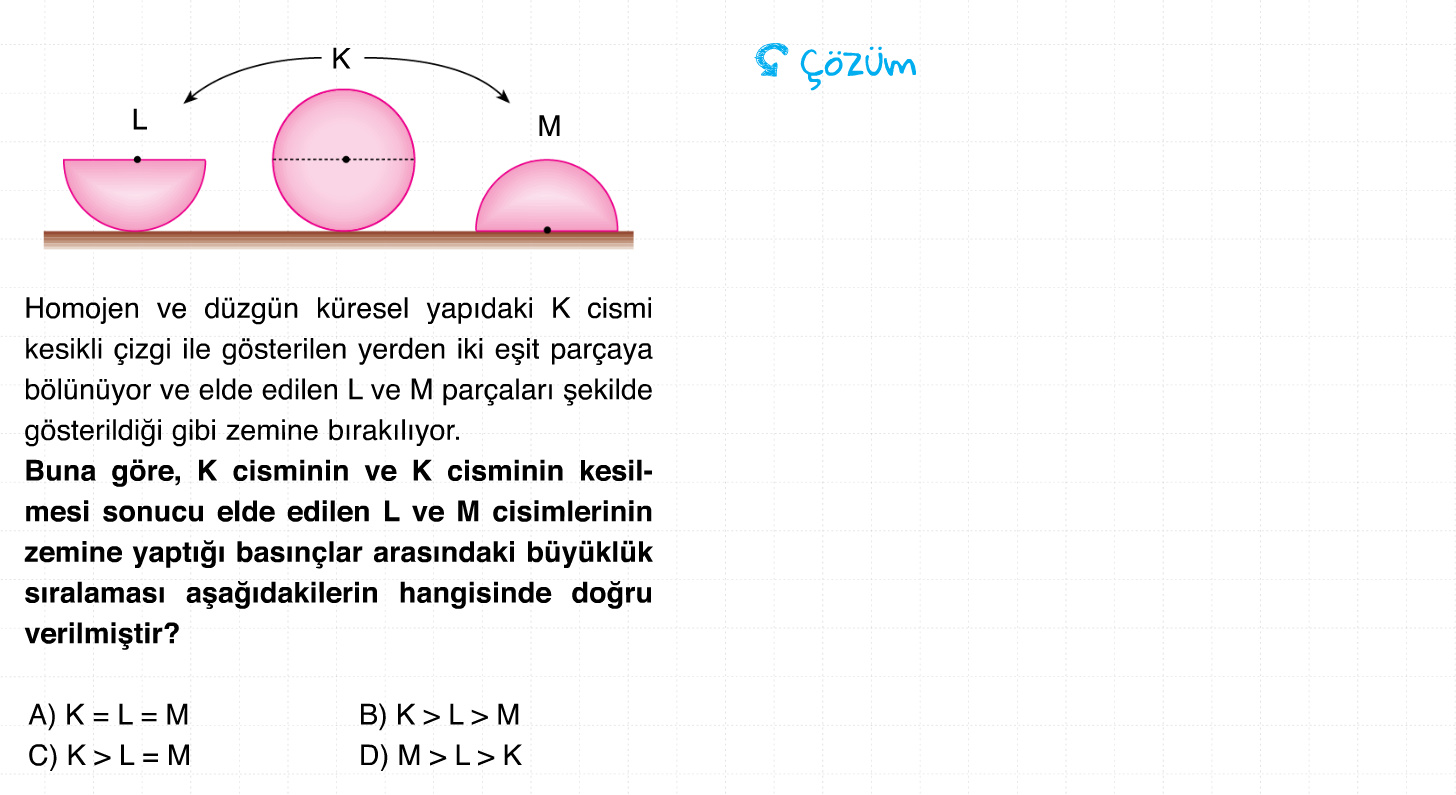 K
L
M
Çözüm
Homojen ve düzgün küresel yapıdaki K cismi
kesikli çizgi ile gösterilen yerden iki eşit parçaya
bölünüyor ve elde edilen L ve M parçaları şekilde
gösterildiği gibi zemine bırakılıyor.
Buna göre, K cisminin ve K cisminin kesil-
mesi sonucu elde edilen L ve M cisimlerinin
zemine yaptığı basınçlar arasındaki büyüklük
sıralaması aşağıdakilerin hangisinde doğru
verilmiştir?
A) K = L = M
B) K > L > M
C) K > L = M
D) M > L > K